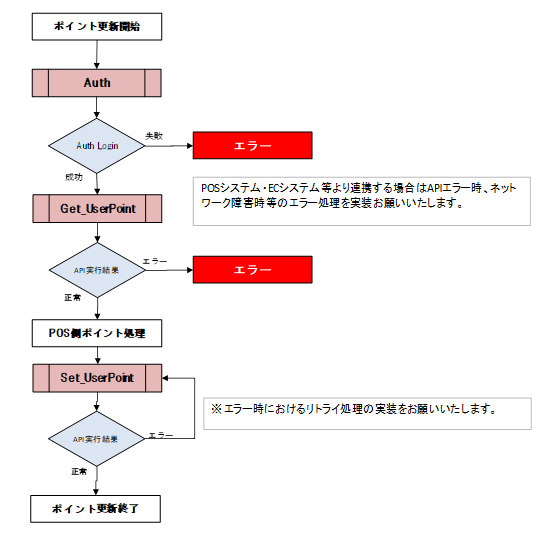 ポイント更新開始
Auth
Auth Login
失敗
エラー
成功
POSシステム・ECシステム等より連携する場合はAPIエラー時、ネット
ワーク障害時等のエラー処理を実装お願いいたします。
Get_UserPoint
API実行結果
エラー
エラー
正常
POS側ポイント処理
Set_UserPoint
※エラー時におけるリトライ処理の実装をお願いいたします。
API実行結果
エラー
正常
ポイント更新終了